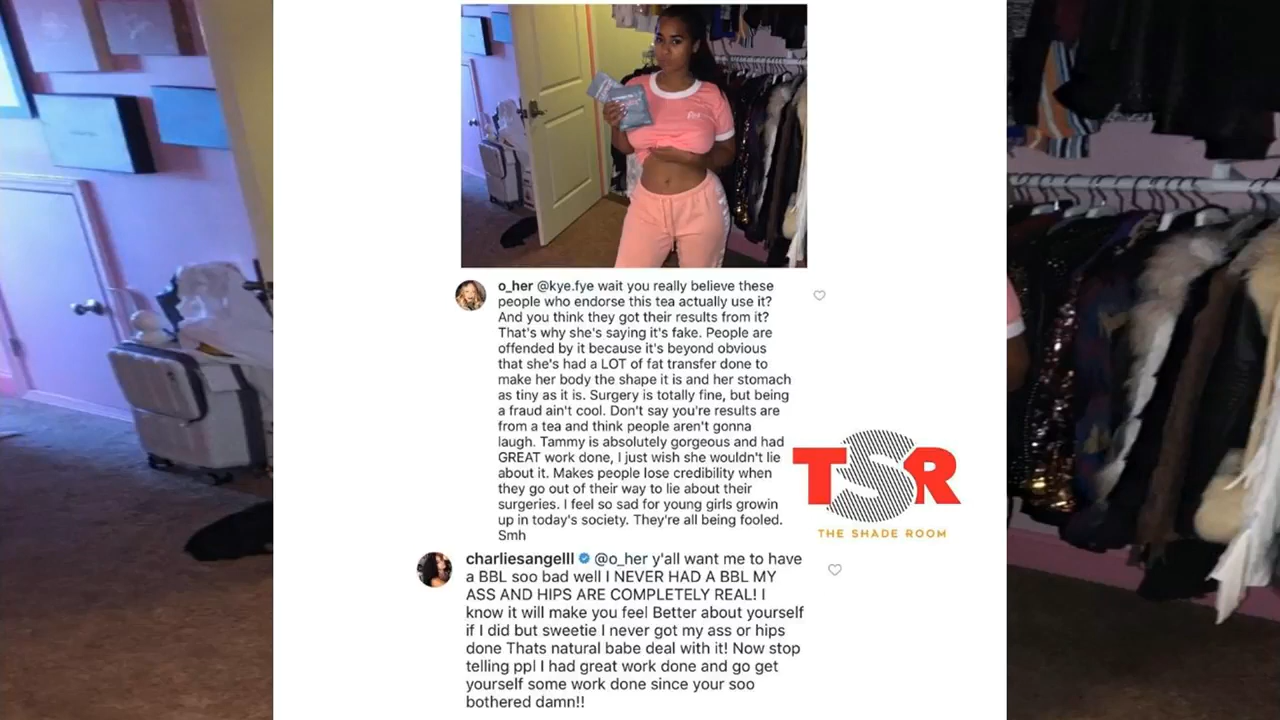 o_her @kye.fye wait you really believe these
people who endorse this tea actually use it?
And you think they got their results from it?
That's why she's saying it's fake. People are
offended by it because it's beyond obvious
that she's had a LOT of fat transfer done to
make her body the shape it is and her stomach
as tiny as it is. Surgery is totally fine, but being
a fraud ain't cool. Don't say you're results are
from a tea and think people aren't gonna
laugh. Tammy is absolutely gorgeous and had
GREAT work done, I just wish she wouldn't lie
about it. Makes people lose credibility when
they go out of their way to lie about their
surgeries. I feel so sad for young girls growin
up in today's society. They're all being fooled.
Smh
TSR
THE SHADE ROOM
charliesangelll @o_her y'all want me to have
a BBL soo bad well I NEVER HAD A BBL MY
ASS AND HIPS ARE COMPLETELY REAL! I
know it will make you feel Better about yourself
if I did but sweetie I never got my ass or hips
done Thats natural babe deal with it! Now stop
telling ppl I had great work done and go get
yourself some work done since your soo
bothered damn!!